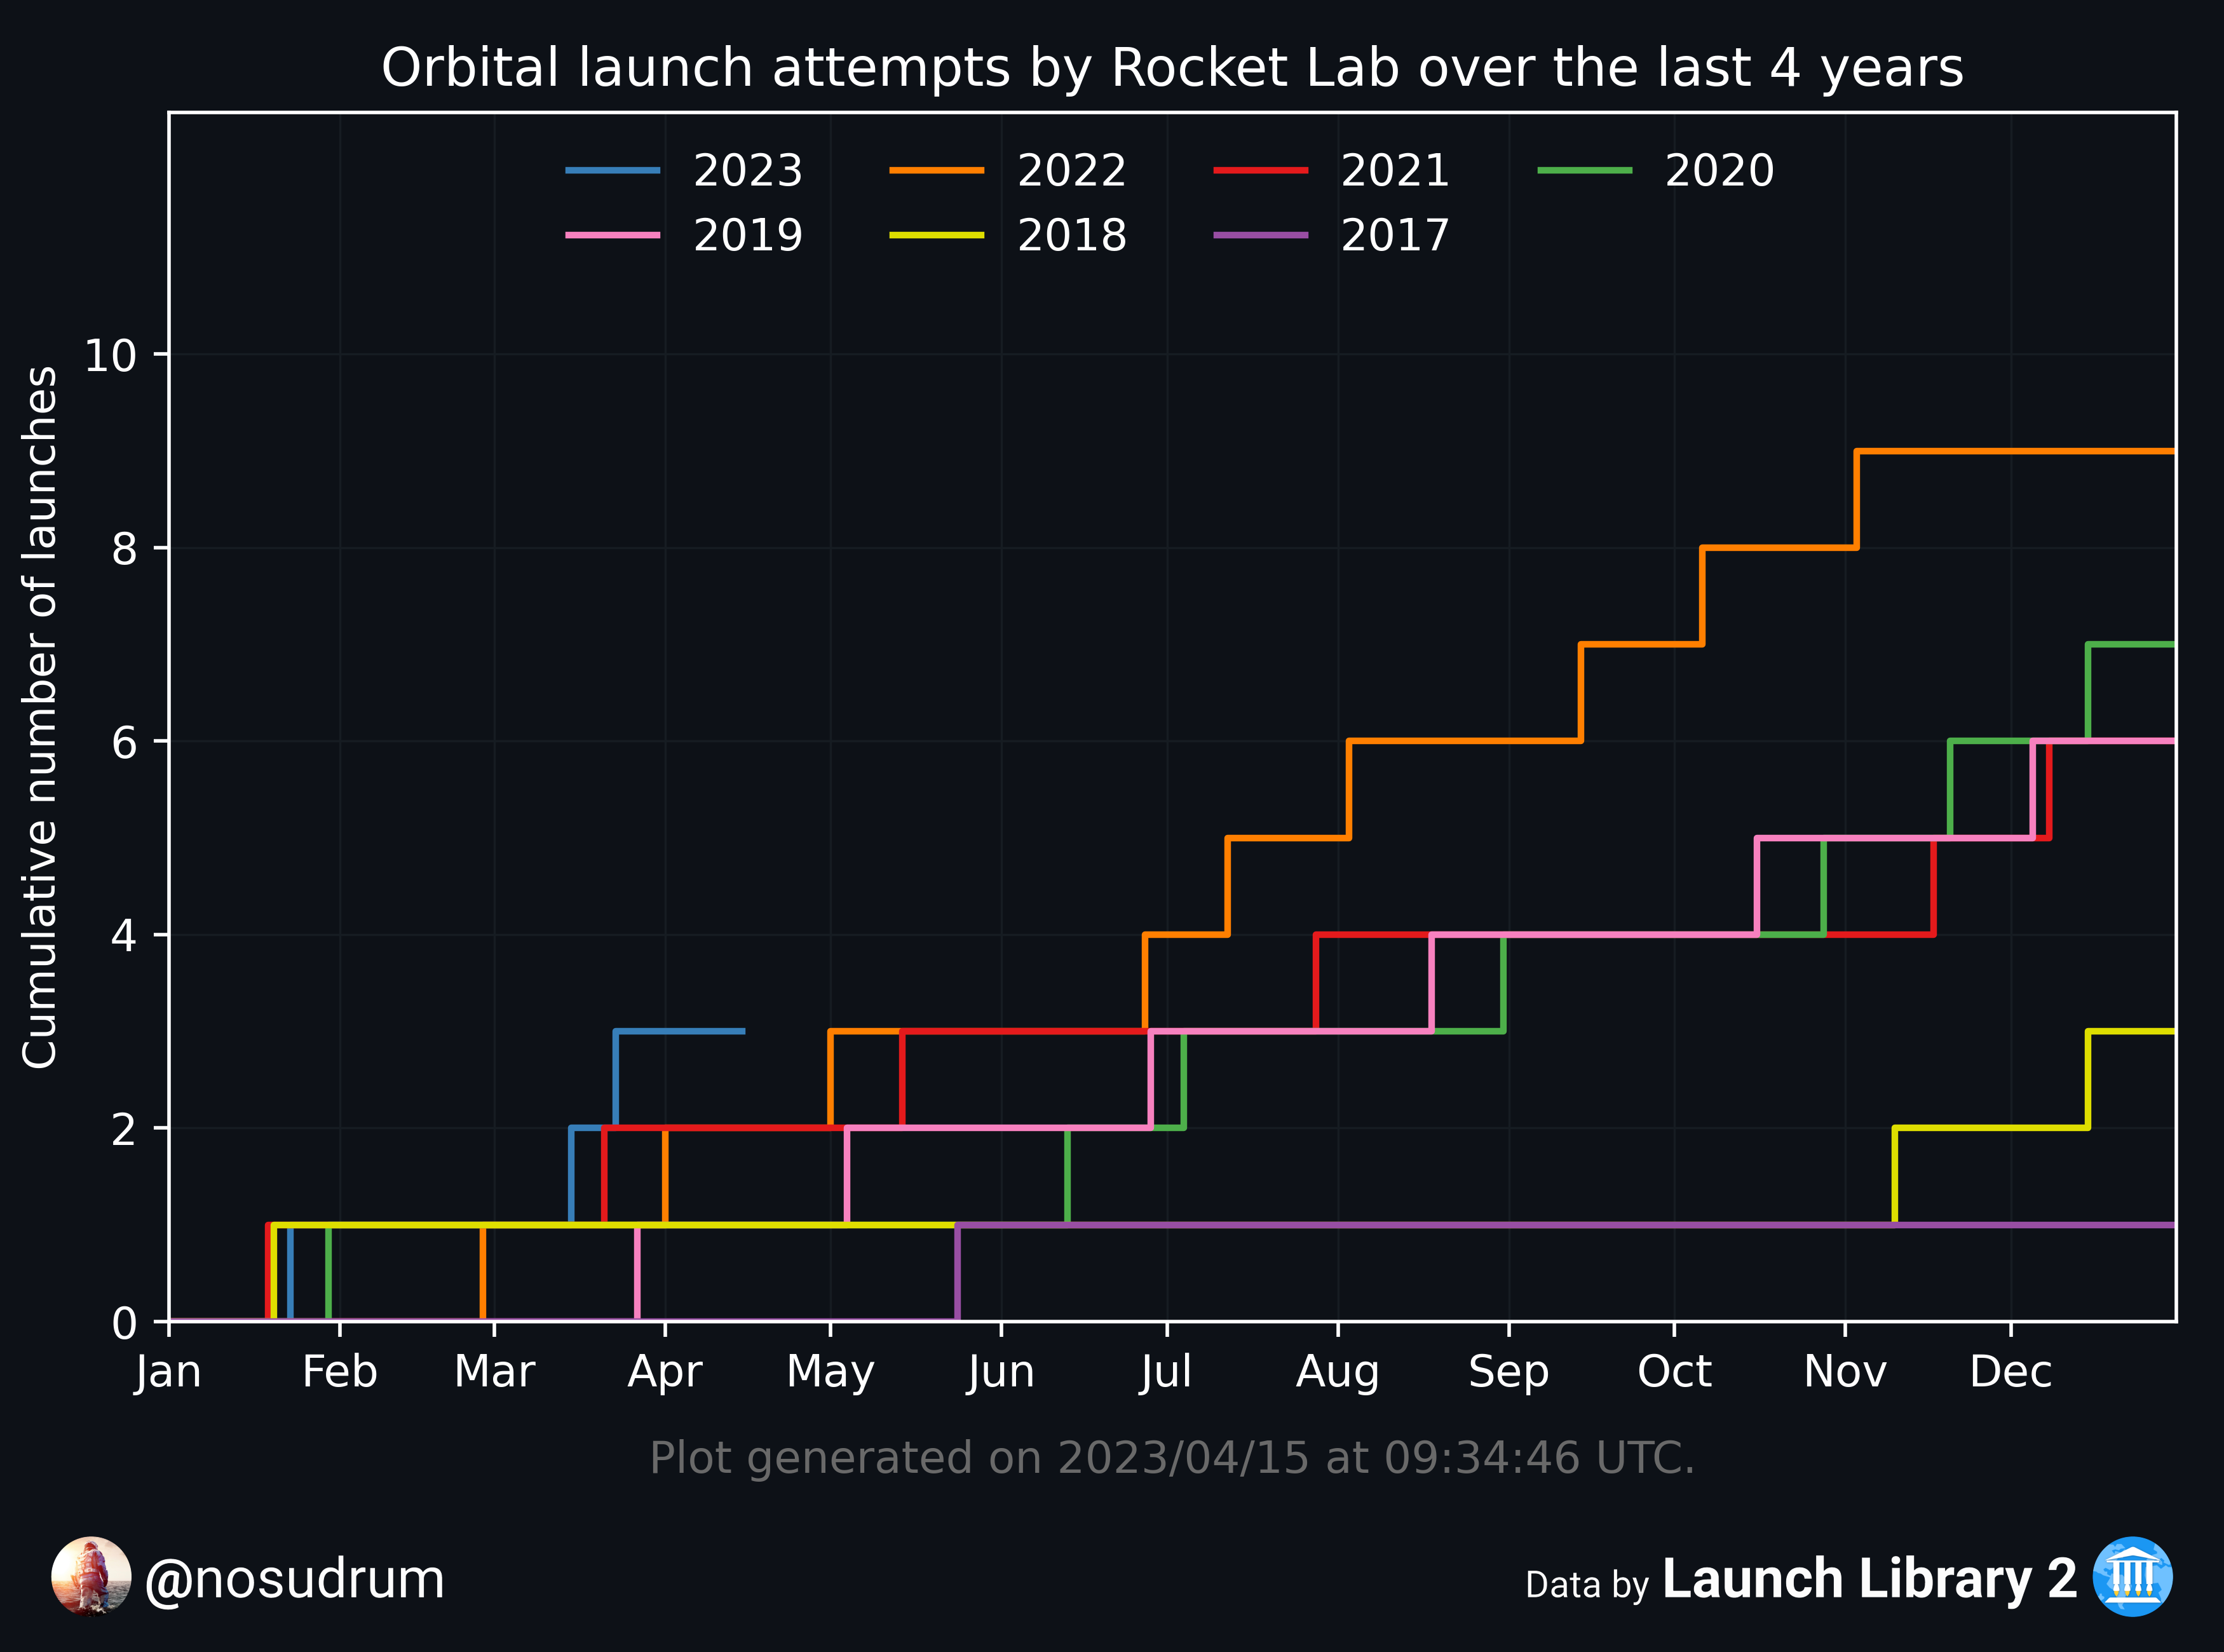 Orbital launch attempts by Rocket Lab over the last 4 years
2023 2022 2021 2020
2019 2018 2017
Cumulative number of launches
10
8
6
4
2
0
Jan Feb Mar Apr May Jun Jul Aug Sep Oct Nov Dec
Plot generated on 2023/04/15 at 09:34:46 UTC.
@nosudrum
Data by Launch Library 2